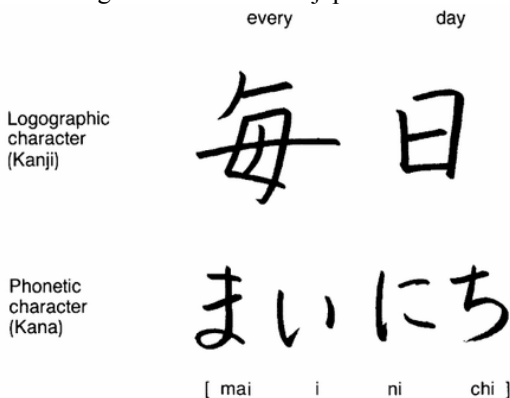 every day
Logographic
character
(Kanji)
毎日
Phonetic
character
(Kana)
まいにち
[ mai i ni chi ]